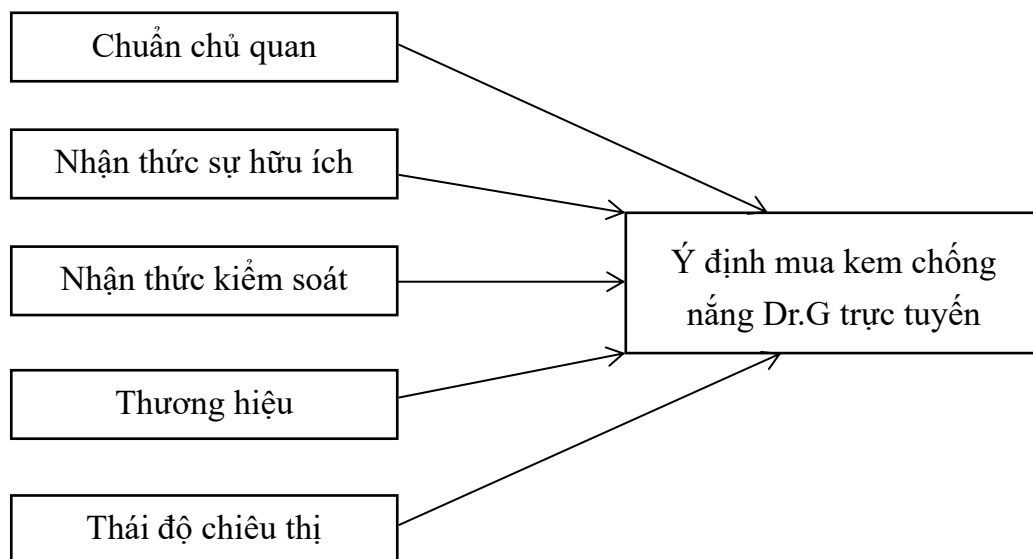 Chuẩn chủ quan
Nhận thức sự hữu ích
Nhận thức kiểm soát
Thương hiệu
Thái độ chiêu thị
Ý định mua kem chống
nắng Dr.G trực tuyến